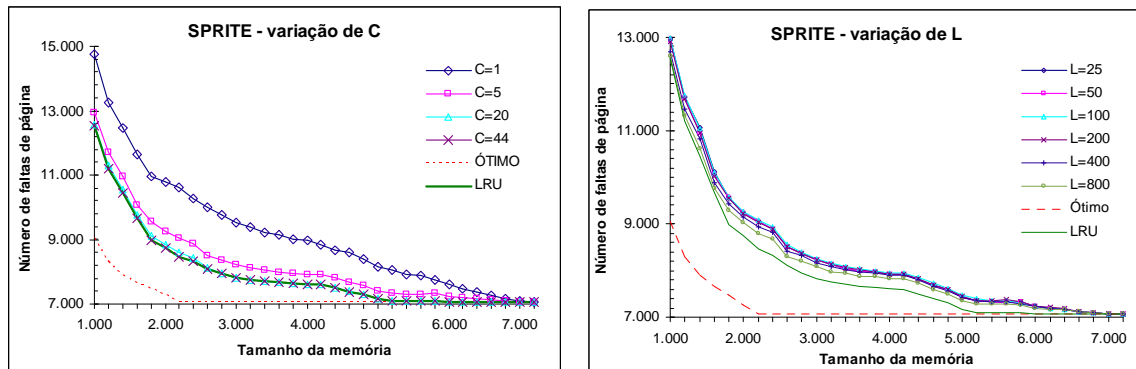 SPRITE - variação de C
15.000
13.000
11.000
9.000
7.000
1.000 2.000 3.000 4.000 5.000 6.000 7.000
Número de faltas de página
Tamanho da memória
C=1
C=5
C=20
C=44
ÓTIMO
LRU
SPRITE - variação de L
13.000
11.000
9.000
7.000
1.000 2.000 3.000 4.000 5.000 6.000 7.000
Número de faltas de página
Tamanho da memória
L=25
L=50
L=100
L=200
L=400
L=800
Ótimo
LRU